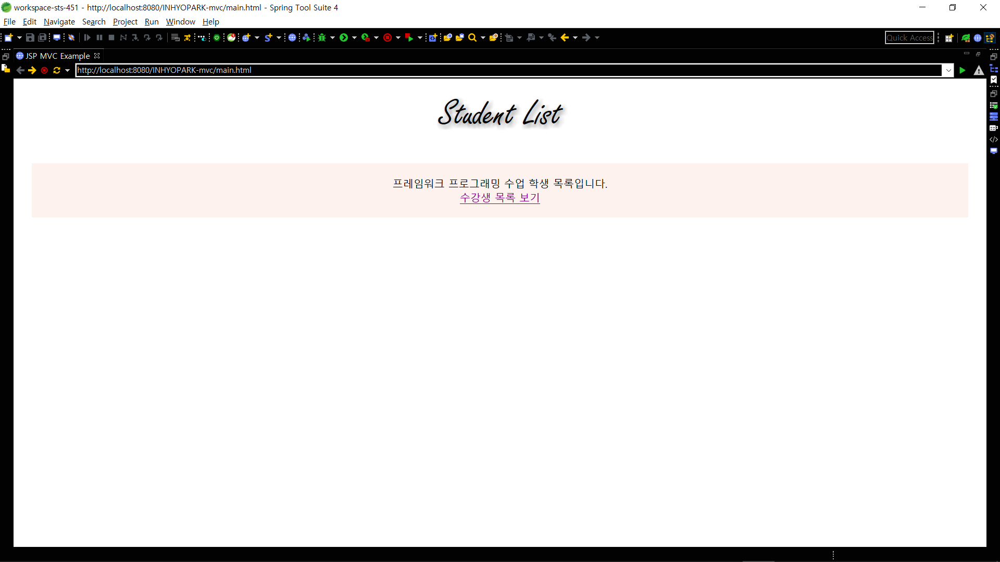 workspace-sts-451 - http://localhost:8080/INHYOPARK-mvc/main.html - Spring Tool Suite 4
File Edit Navigate Search Project Run Window Help
Quick Access
JSP MVC Example
http://localhost:8080/INHYOPARK-mvc/main.html
Student List
프레임워크 프로그래밍 수업 학생 목록입니다.
수강생 목록 보기